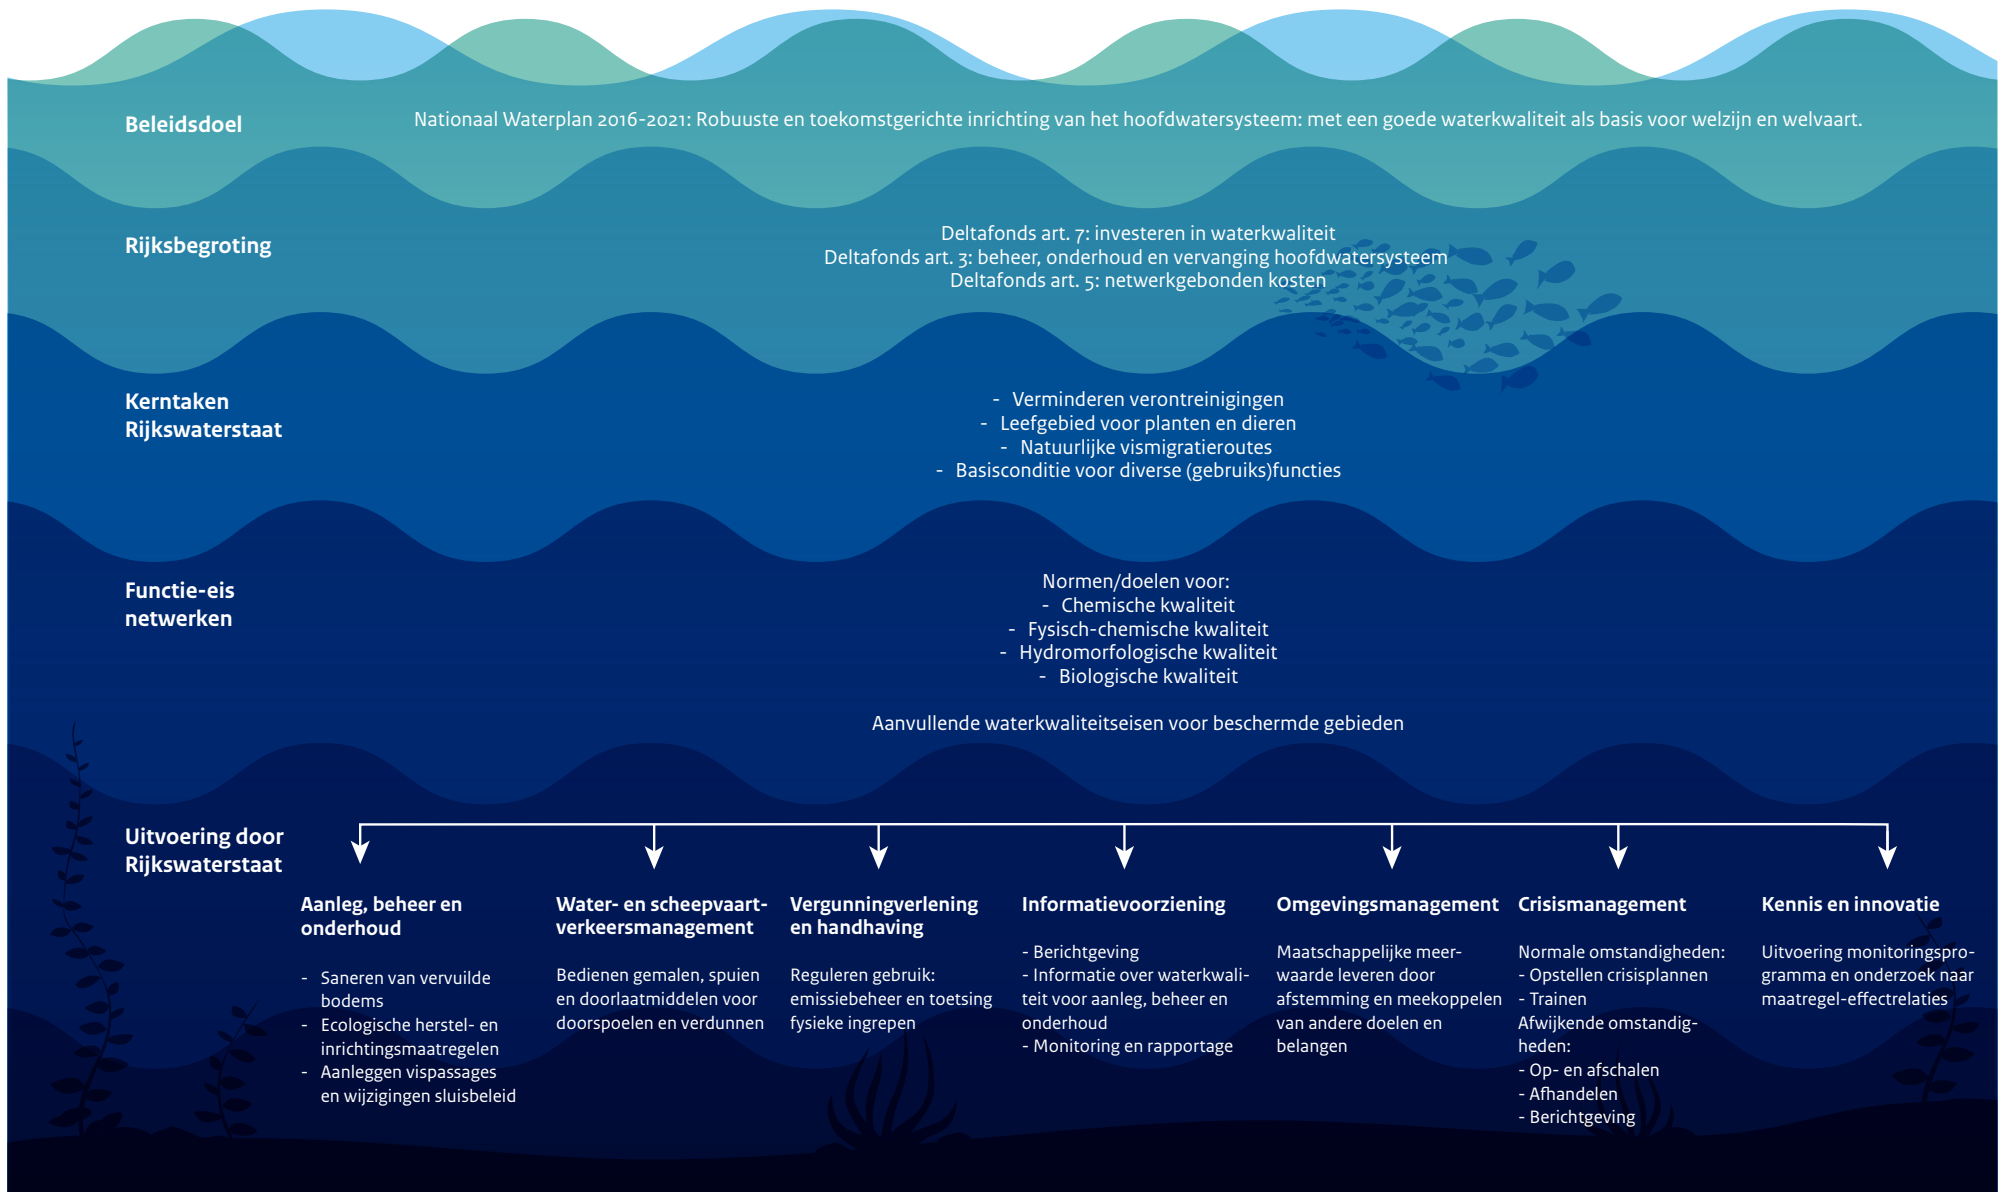 Beleidsdoel
Nationaal Waterplan 2016-2021: Robuuste en toekomstgerichte inrichting van het hoofdwatersysteem: met een goede waterkwaliteit als basis voor welzijn en welvaart.
Rijksbegroting
Deltafonds art. 7: investeren in waterkwaliteit
Deltafonds art. 3: beheer, onderhoud en vervanging hoofdwatersysteem
Deltafonds art. 5: netwerkgebonden kosten
Kerntaken
Rijkswaterstaat
- Verminderen verontreinigingen
- Leefgebied voor planten en dieren
- Natuurlijke vismigratieroutes
- Basisconditie voor diverse (gebruiks)functies
Functie-eis
netwerken
Normen/doelen voor:
- Chemische kwaliteit
- Fysisch-chemische kwaliteit
- Hydromorfologische kwaliteit
- Biologische kwaliteit
Aanvullende waterkwaliteitseisen voor beschermde gebieden
Uitvoering door
Rijkswaterstaat
Aanleg, beheer en
onderhoud
- Saneren van vervuilde
bodems
- Ecologische herstel- en
inrichtingsmaatregelen
- Aanleggen vispassages
en wijzigingen sluisbeleid
Water- en scheepvaart-
verkeersmanagement
Bedienen gemalen, spuien
en doorlaatmiddelen voor
doorspoelen en verdunnen
Vergunningverlening
en handhaving
Reguleren gebruik:
emissiebeheer en toetsing
fysieke ingrepen
Informatievoorziening
- Berichtgeving
- Informatie over waterkwali-
teit voor aanleg, beheer en
onderhoud
- Monitoring en rapportage
Omgevingsmanagement
Maatschappelijke meer-
waarde leveren door
afstemming en meekoppelen
van andere doelen en
belangen
Crisismanagement
Normale omstandigheden:
- Opstellen crisisplannen
- Trainen
Afwijkende omstandig-
heden:
- Op- en afschalen
- Afhandelen
- Berichtgeving
Kennis en innovatie
Uitvoering monitoringspro-
gramma en onderzoek naar
maatregel-effectrelaties